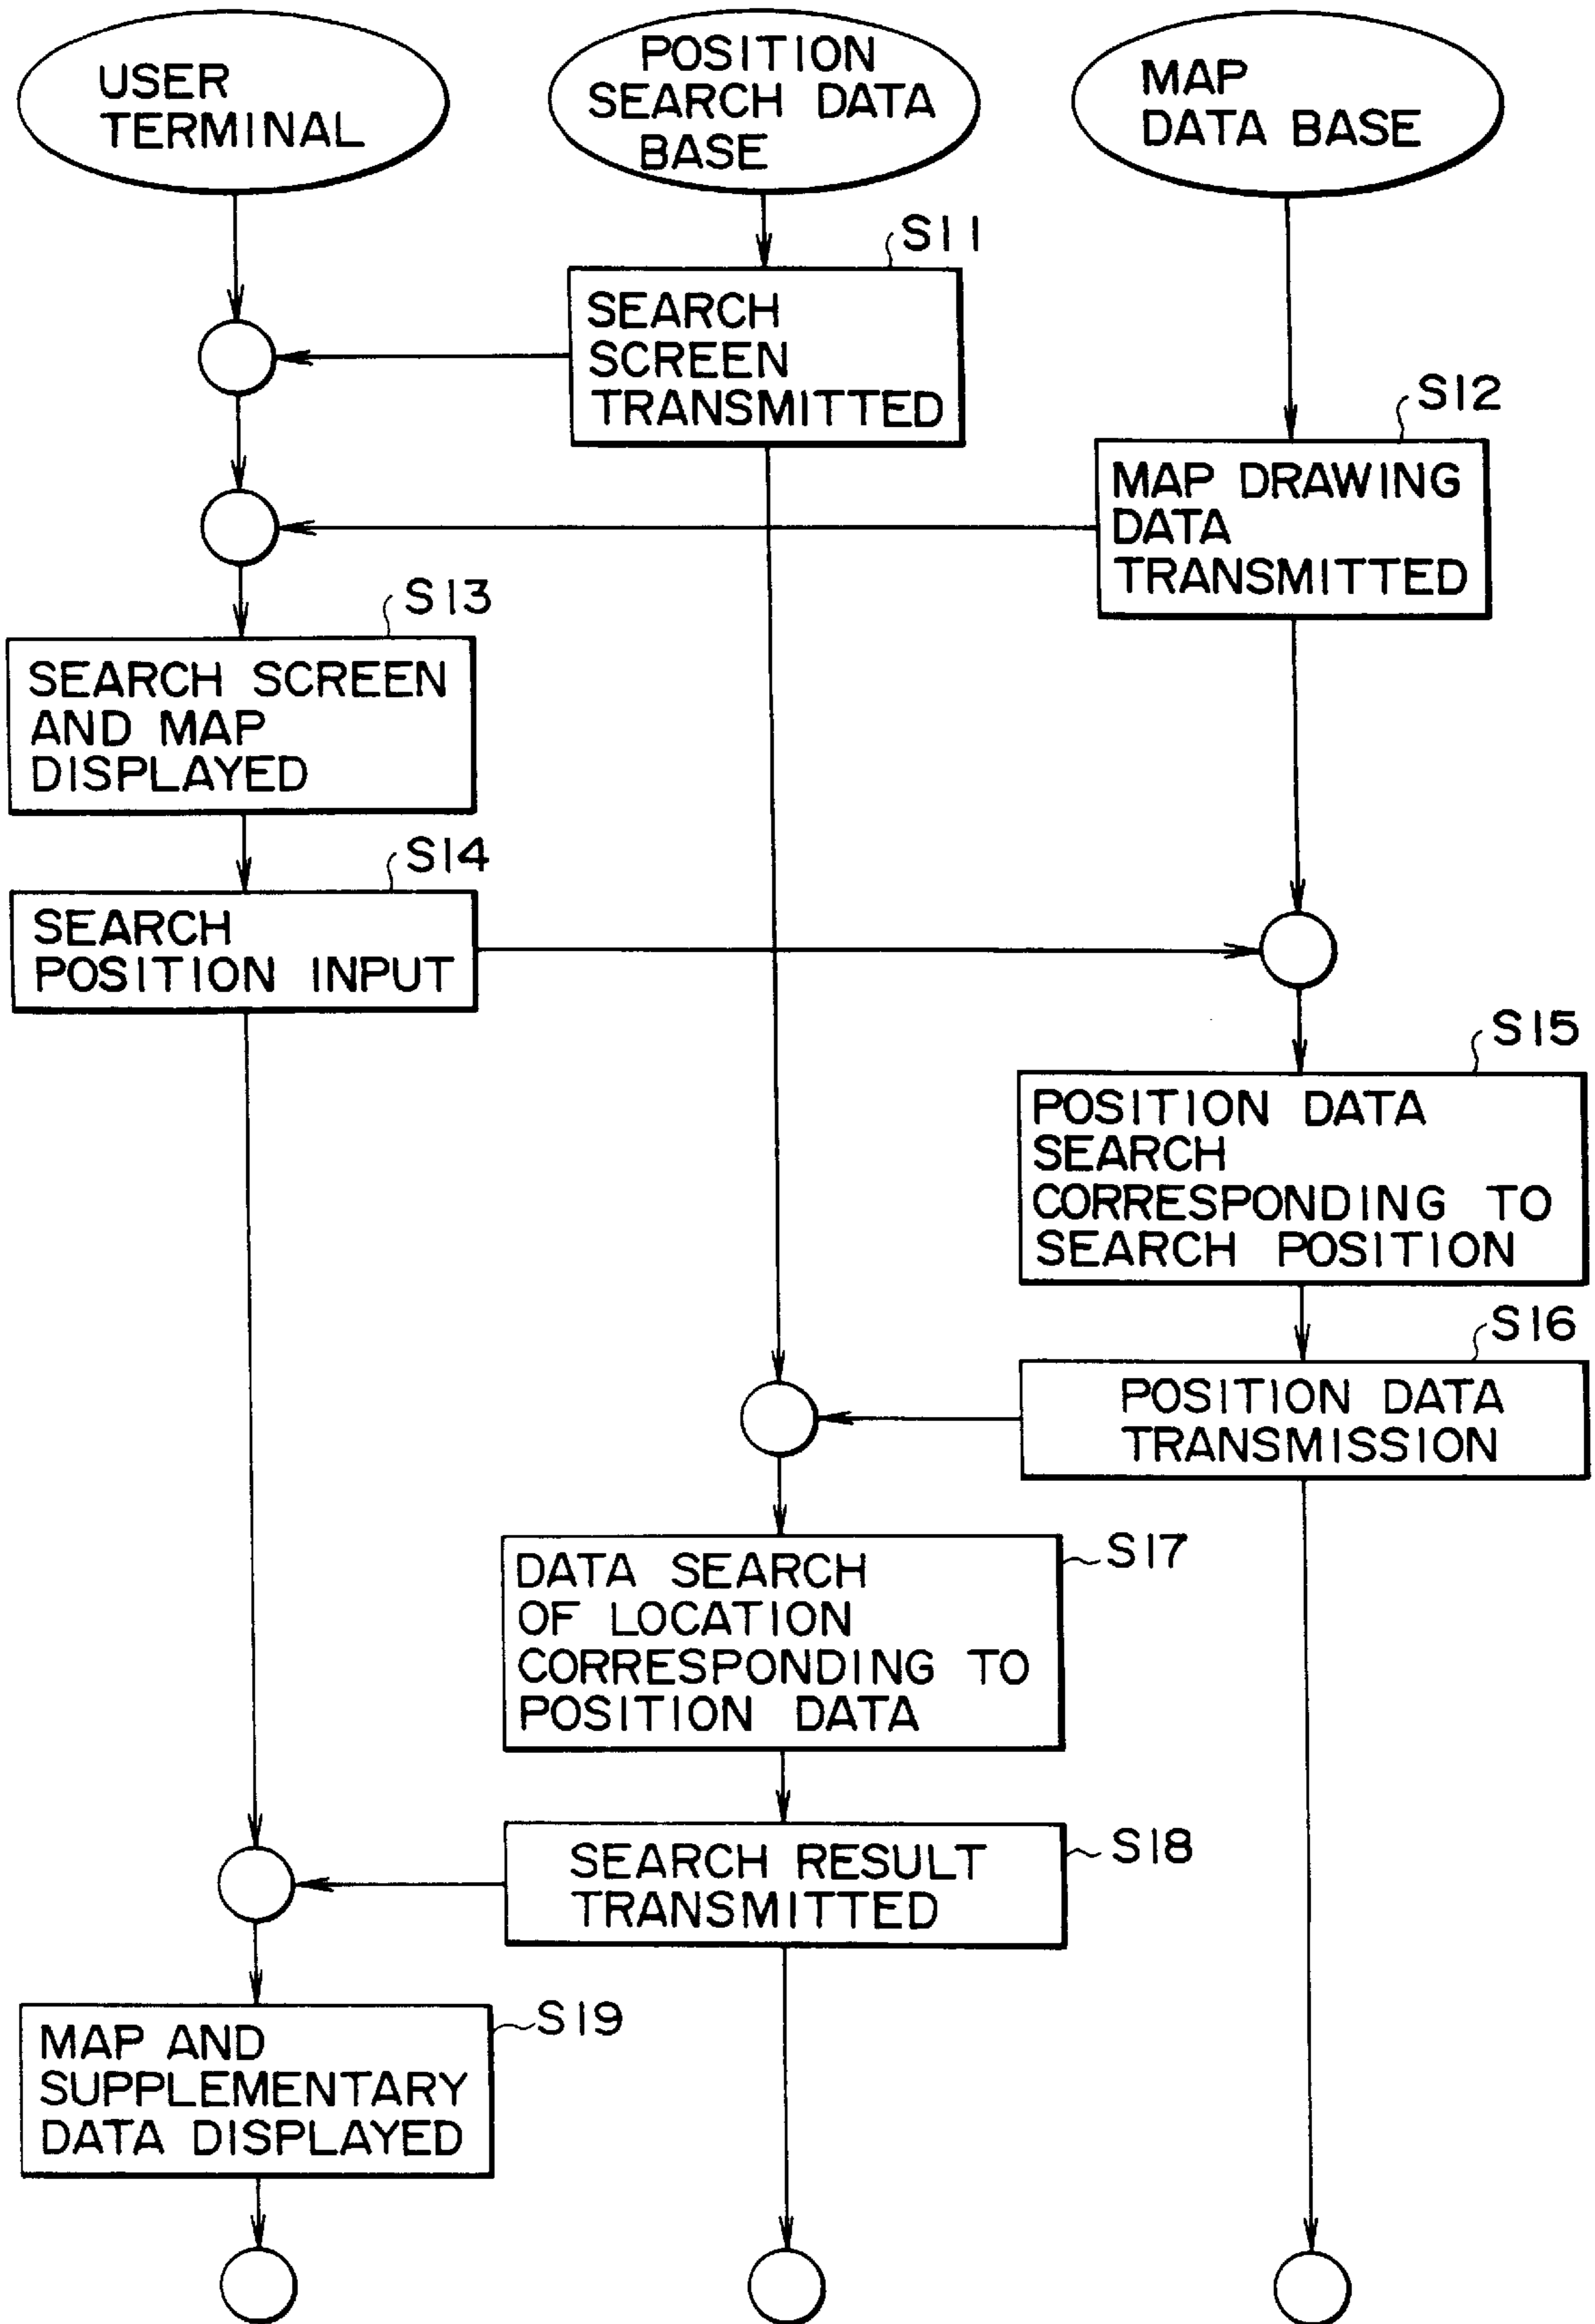 USER
TERMINAL
POSITION
SEARCH DATA
BASE
MAP
DATA BASE
S11
SEARCH
SCREEN
TRANSMITTED
S12
MAP DRAWING
DATA
TRANSMITTED
S13
SEARCH SCREEN
AND MAP
DISPLAYED
S14
SEARCH
POSITION INPUT
S15
POSITION DATA
SEARCH
CORRESPONDING TO
SEARCH POSITION
S16
POSITION DATA
TRANSMISSION
S17
DATA SEARCH
OF LOCATION
CORRESPONDING TO
POSITION DATA
S18
SEARCH RESULT
TRANSMITTED
S19
MAP AND
SUPPLEMENTARY
DATA DISPLAYED